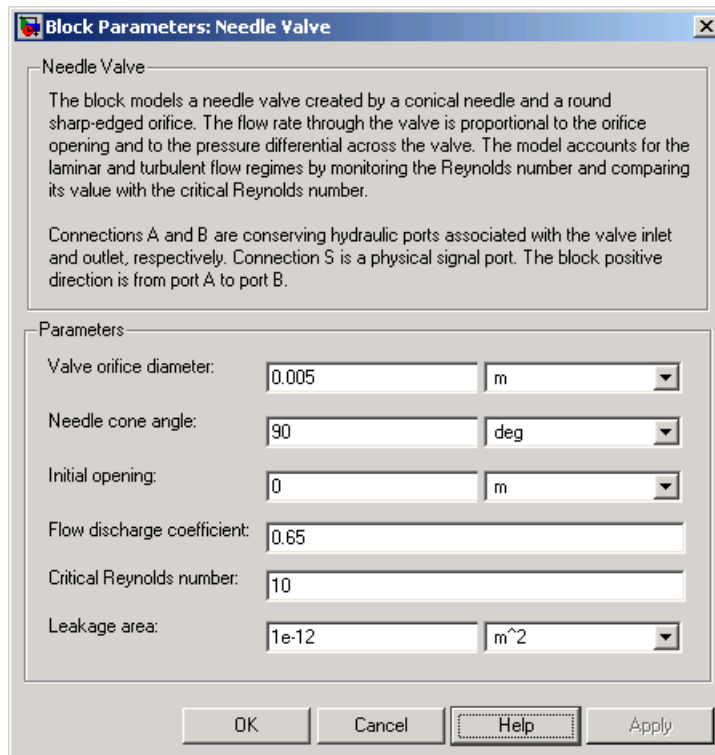 Block Parameters: Needle Valve
Needle Valve
The block models a needle valve created by a conical needle and a round
sharp-edged orifice. The flow rate through the valve is proportional to the orifice
opening and to the pressure differential across the valve. The model accounts for the
laminar and turbulent flow regimes by monitoring the Reynolds number and comparing
its value with the critical Reynolds number.
Connections A and B are conserving hydraulic ports associated with the valve inlet
and outlet, respectively. Connection S is a physical signal port. The block positive
direction is from port A to port B.
Parameters
Valve orifice diameter: 0.005 m
Needle cone angle: 90 deg
Initial opening: 0 m
Flow discharge coefficient: 0.65
Critical Reynolds number: 10
Leakage area: 1e-12 m^2
OK Cancel Help Apply